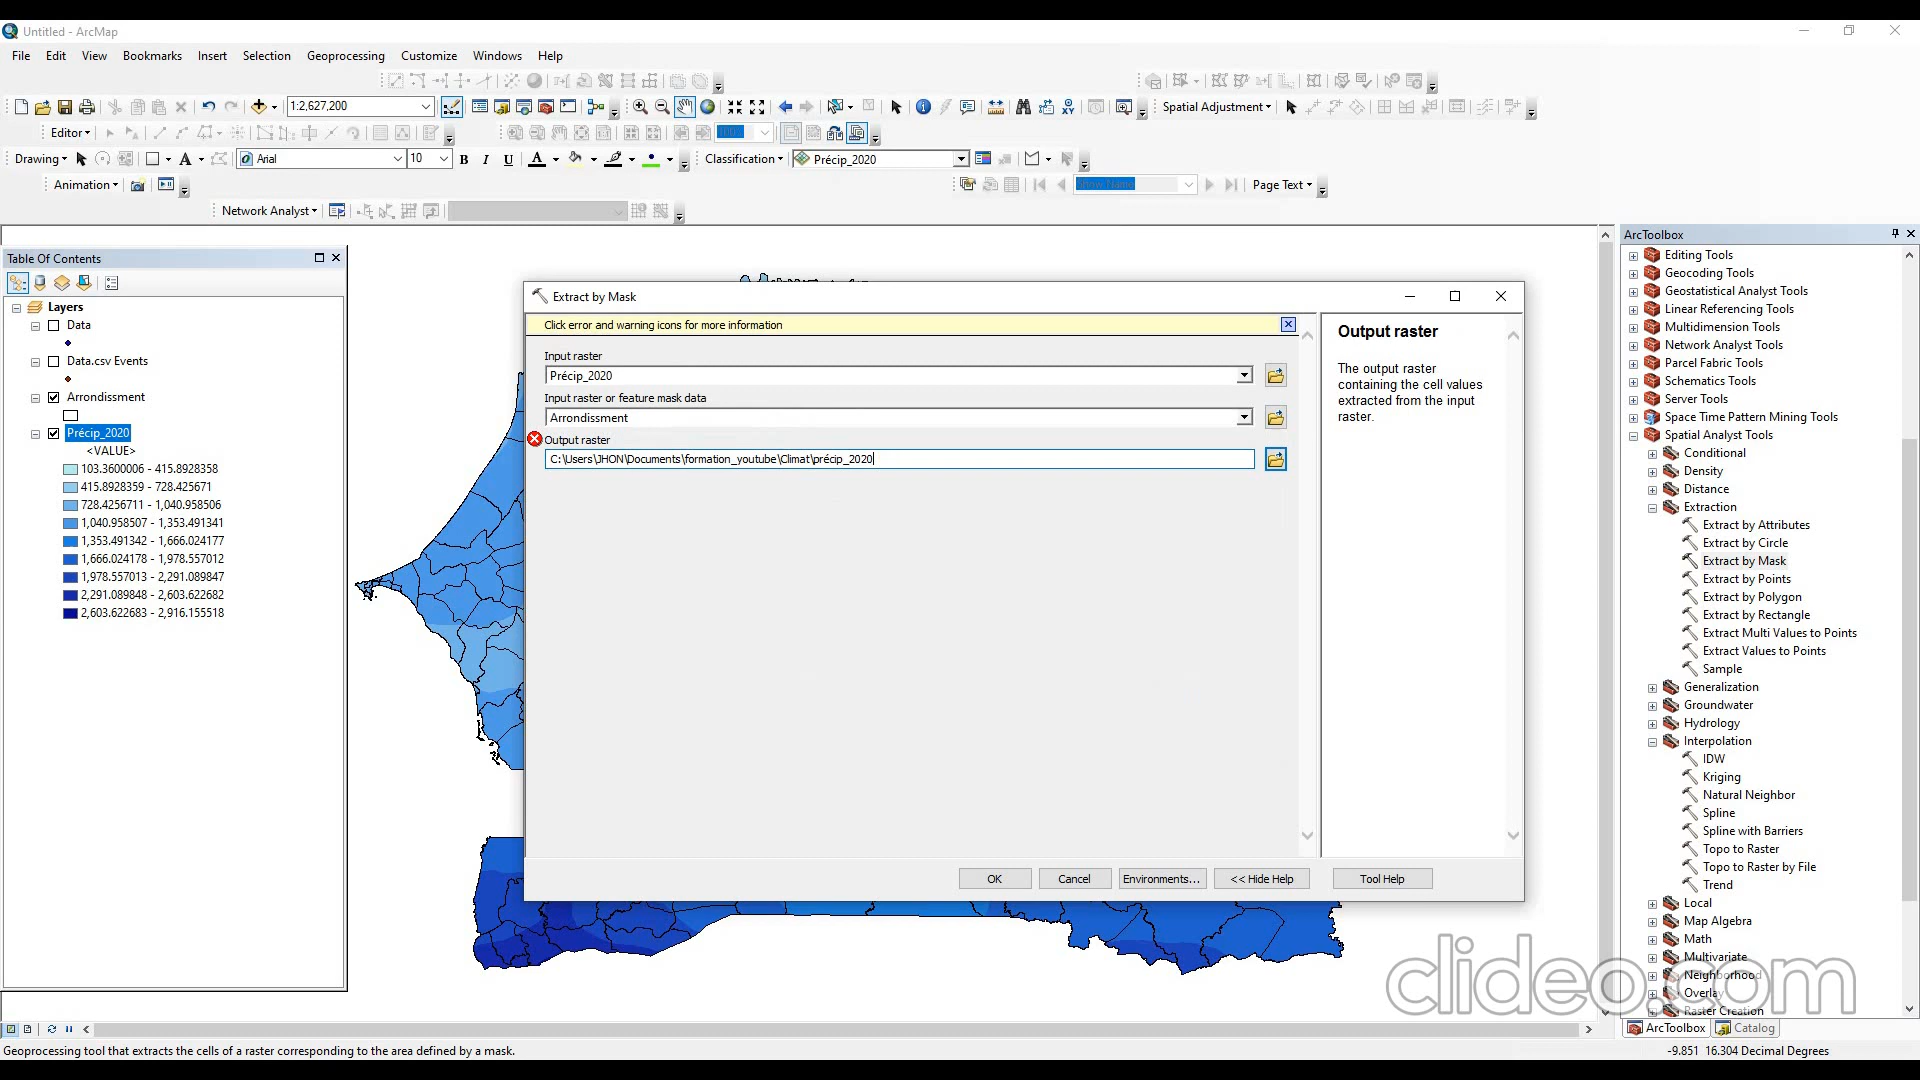 Untitled - ArcMap
File Edit View Bookmarks Insert Selection Geoprocessing Customize Windows Help
1:2,627,200
Spatial Adjustment
Editor
100%
Drawing
Arial
10
B I U A
Classification
Précip_2020
Animation
Show Name
Page Text
Network Analyst
Table Of Contents
Layers
Data
Data.csv Events
Arrondissment
Précip_2020
<VALUE>
103.3600006 - 415.8928358
415.8928359 - 728.425671
728.4256711 - 1,040.958506
1,040.958507 - 1,353.491341
1,353.491342 - 1,666.024177
1,666.024178 - 1,978.557012
1,978.557013 - 2,291.089847
2,291.089848 - 2,603.622682
2,603.622683 - 2,916.155518
Extract by Mask
Click error and warning icons for more information
Input raster
Précip_2020
Input raster or feature mask data
Arrondissment
Output raster
C:\Users\JHON\Documents\formation_youtube\Climat\précip_2020
OK
Cancel
Environments...
<< Hide Help
Tool Help
Output raster
The output raster
containing the cell values
extracted from the input
raster.
ArcToolbox
Editing Tools
Geocoding Tools
Geostatistical Analyst Tools
Linear Referencing Tools
Multidimension Tools
Network Analyst Tools
Parcel Fabric Tools
Schematics Tools
Server Tools
Space Time Pattern Mining Tools
Spatial Analyst Tools
Conditional
Density
Distance
Extraction
Extract by Attributes
Extract by Circle
Extract by Mask
Extract by Points
Extract by Polygon
Extract by Rectangle
Extract Multi Values to Points
Extract Values to Points
Sample
Generalization
Groundwater
Hydrology
Interpolation
IDW
Kriging
Natural Neighbor
Spline
Spline with Barriers
Topo to Raster
Topo to Raster by File
Trend
Local
Map Algebra
Math
Multivariate
Neighborhood
Overlay
Raster Creation
ArcToolbox
Catalog
clideo.com
Geoprocessing tool that extracts the cells of a raster corresponding to the area defined by a mask.
-9.851 16.304 Decimal Degrees